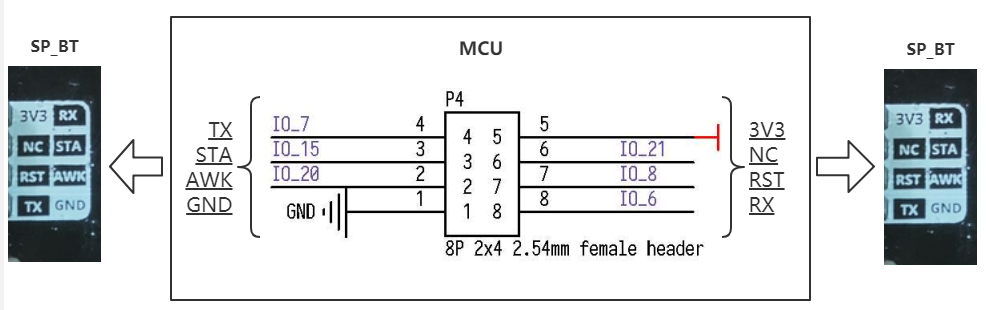 SP_BT
3V3 RX
NC STA
RST AWK
TX GND
MCU
P4
TX IO_7 4 4 5 5 3V3
STA IO_15 3 3 6 6 IO_21 NC
AWK IO_20 2 2 7 7 IO_8 RST
GND GND 1 1 8 8 IO_6 RX
8P 2x4 2.54mm female header
SP_BT
3V3 RX
NC STA
RST AWK
TX GND